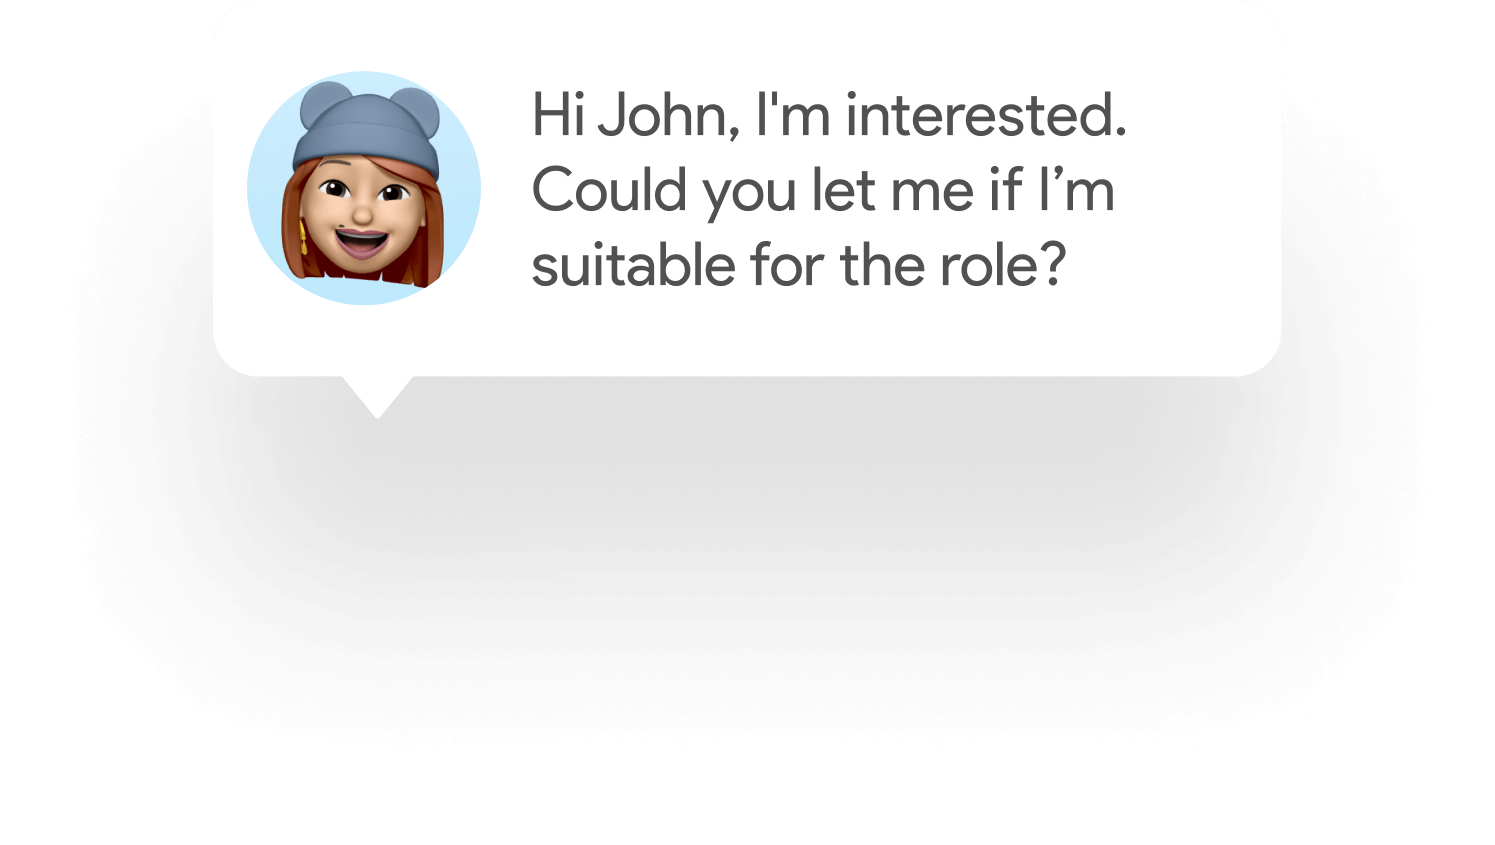 Hi John, I'm interested.
Could you let me if I’m
suitable for the role?